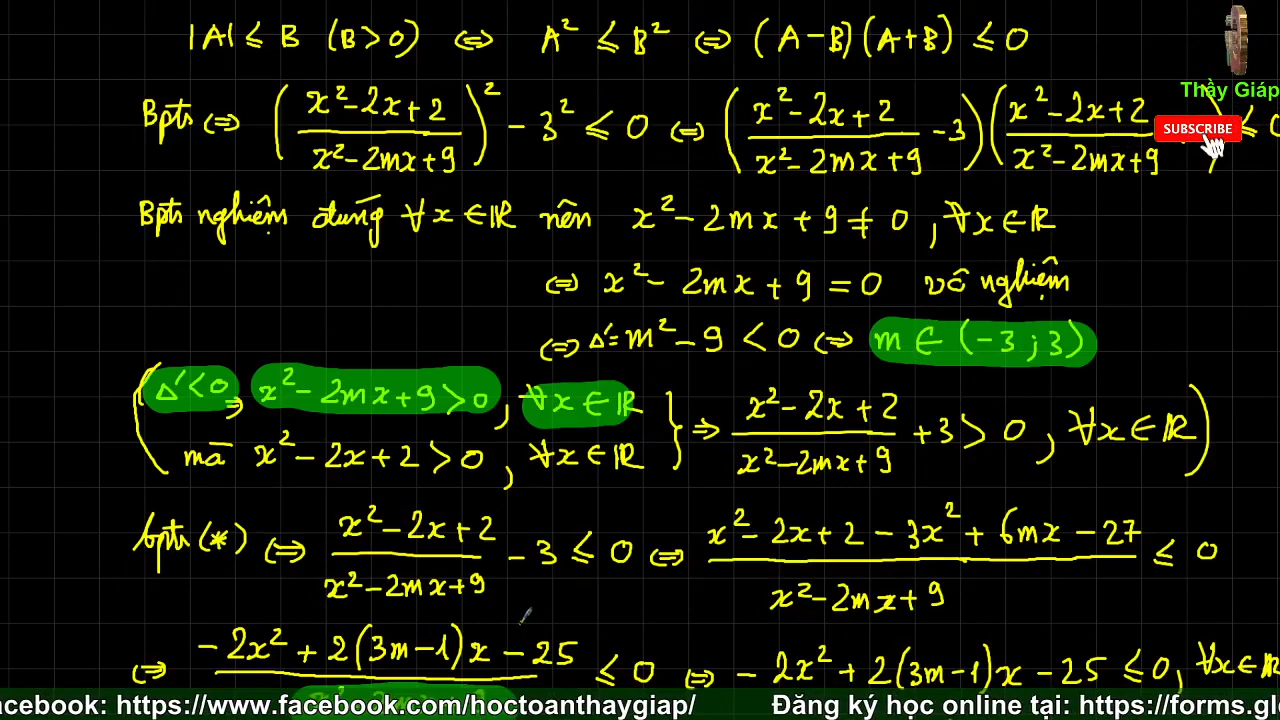 |A| ≤ B (B > 0) ⇔ A² ≤ B² ⇔ (A − B)(A + B) ≤ 0
Thầy Giáp
Bpt ⇔ ((x² − 2x + 2)/(x² − 2mx + 9))² − 3² ≤ 0 ⇔ ((x² − 2x + 2)/(x² − 2mx + 9) − 3)((x² − 2x + 2)/(x² − 2mx + 9) ) ≤ 0
SUBSCRIBE
Bpt nghiệm đúng ∀x ∈ ℝ nên x² − 2mx + 9 ≠ 0, ∀x ∈ ℝ
⇔ x² − 2mx + 9 = 0 vô nghiệm
⇔ Δ' = m² − 9 < 0 ⇔ m ∈ (−3; 3)
(Δ' < 0 ⇒ x² − 2mx + 9 > 0, ∀x ∈ ℝ
mà x² − 2x + 2 > 0, ∀x ∈ ℝ } ⇒ (x² − 2x + 2)/(x² − 2mx + 9) + 3 > 0, ∀x ∈ ℝ)
bpt (*) ⇔ (x² − 2x + 2)/(x² − 2mx + 9) − 3 ≤ 0 ⇔ (x² − 2x + 2 − 3x² + 6mx − 27)/(x² − 2mx + 9) ≤ 0
⇔ (−2x² + 2(3m−1)x − 25)/ ≤ 0 ⇔ −2x² + 2(3m−1)x − 25 ≤ 0, ∀x ∈ ℝ
acebook: https://www.facebook.com/hoctoanthaygiap/ Đăng ký học online tại: https://forms.gl